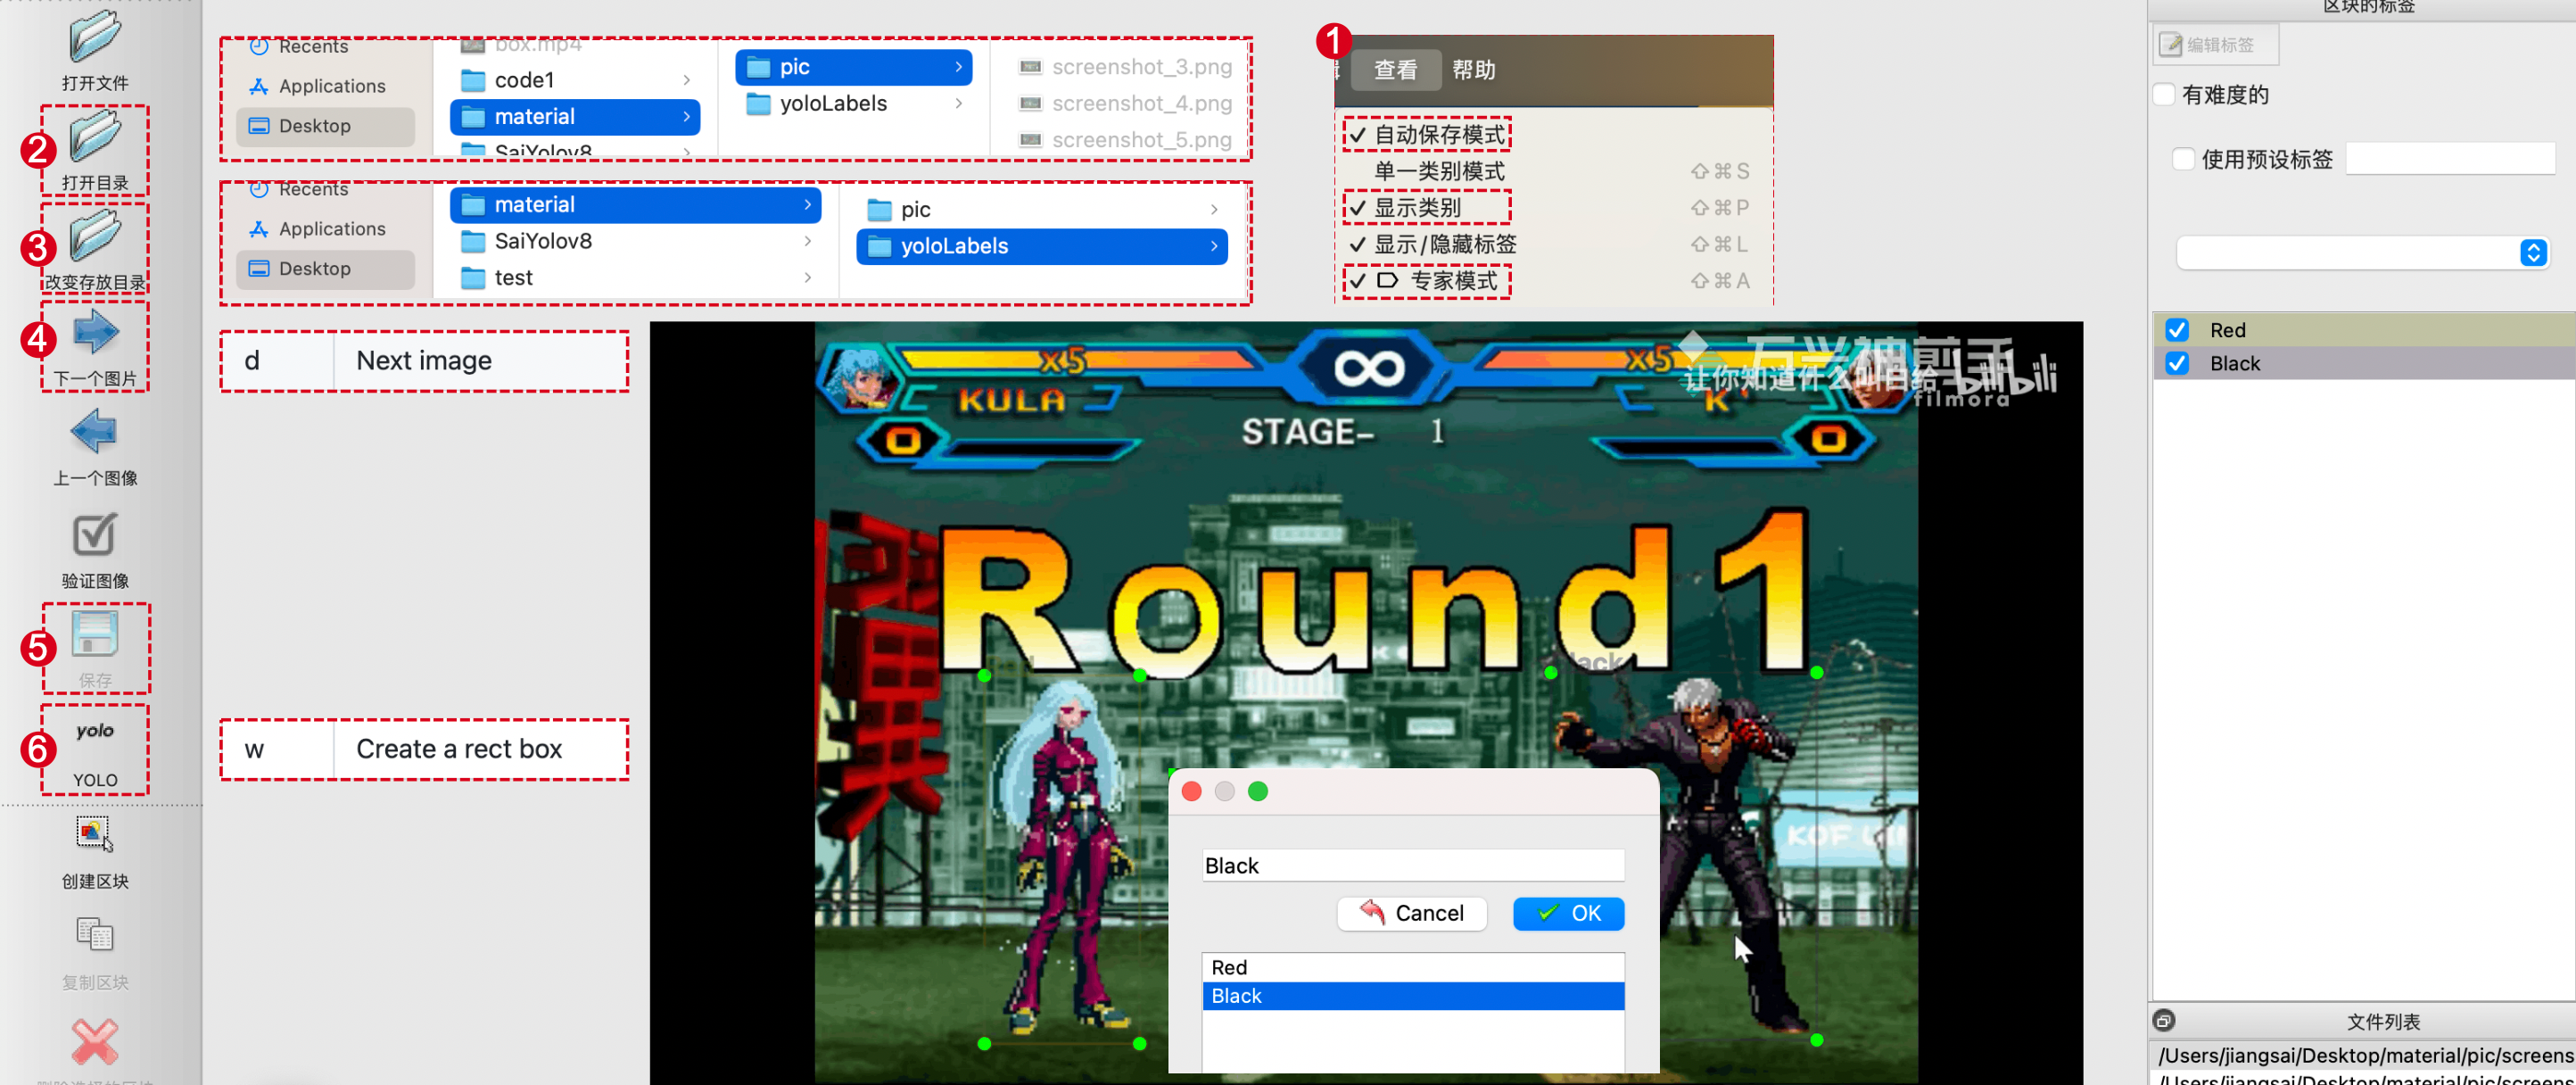 打开文件
2
打开目录
3
改变存放目录
4
下一个图片
上一个图像
验证图像
5
保存
6
yolo
YOLO
创建区块
复制区块
Recents
Applications
Desktop
box.mp4
code1
material
SaiYolov8
pic
yoloLabels
screenshot_3.png
screenshot_4.png
screenshot_5.png
Recents
Applications
Desktop
material
SaiYolov8
test
pic
yoloLabels
1
查看 帮助
自动保存模式
单一类别模式 ⇧⌘S
显示类别 ⇧⌘P
显示/隐藏标签 ⇧⌘L
专家模式 ⇧⌘A
d Next image
w Create a rect box
X5 ∞ X5
KULA K'
让你知道什么叫自给
bilibili
filmora
0 STAGE- 1 0
Round1
Black
KOF
Black
Cancel OK
Red
Black
区块的标签
编辑标签
有难度的
使用预设标签
Red
Black
文件列表
/Users/jiangsai/Desktop/material/pic/screens
/Users/jiangsai/Desktop/material/pic/screens